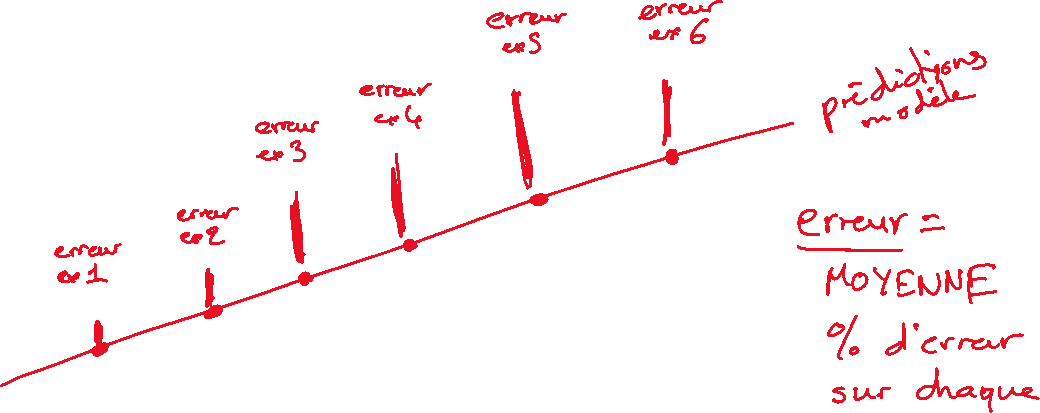 erreur
ex 1
erreur
ex 2
erreur
ex 3
erreur
ex 4
erreur
ex 5
erreur
ex 6
prédictions
modèle
erreur =
MOYENNE
% d'erreur
sur chaque